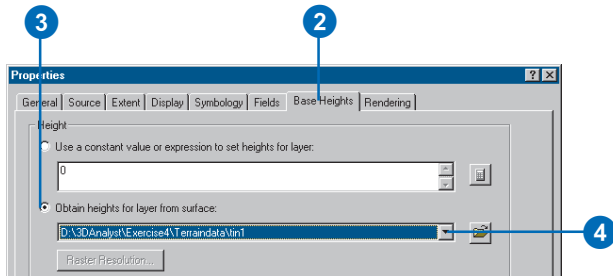 3
2
Properties
General Source Extent Display Symbology Fields Base Heights Rendering
Height
Use a constant value or expression to set heights for layer:
0
Obtain heights for layer from surface:
D:\3DAnalyst\Exercise4\Terraindata\tin1
4
Raster Resolution...